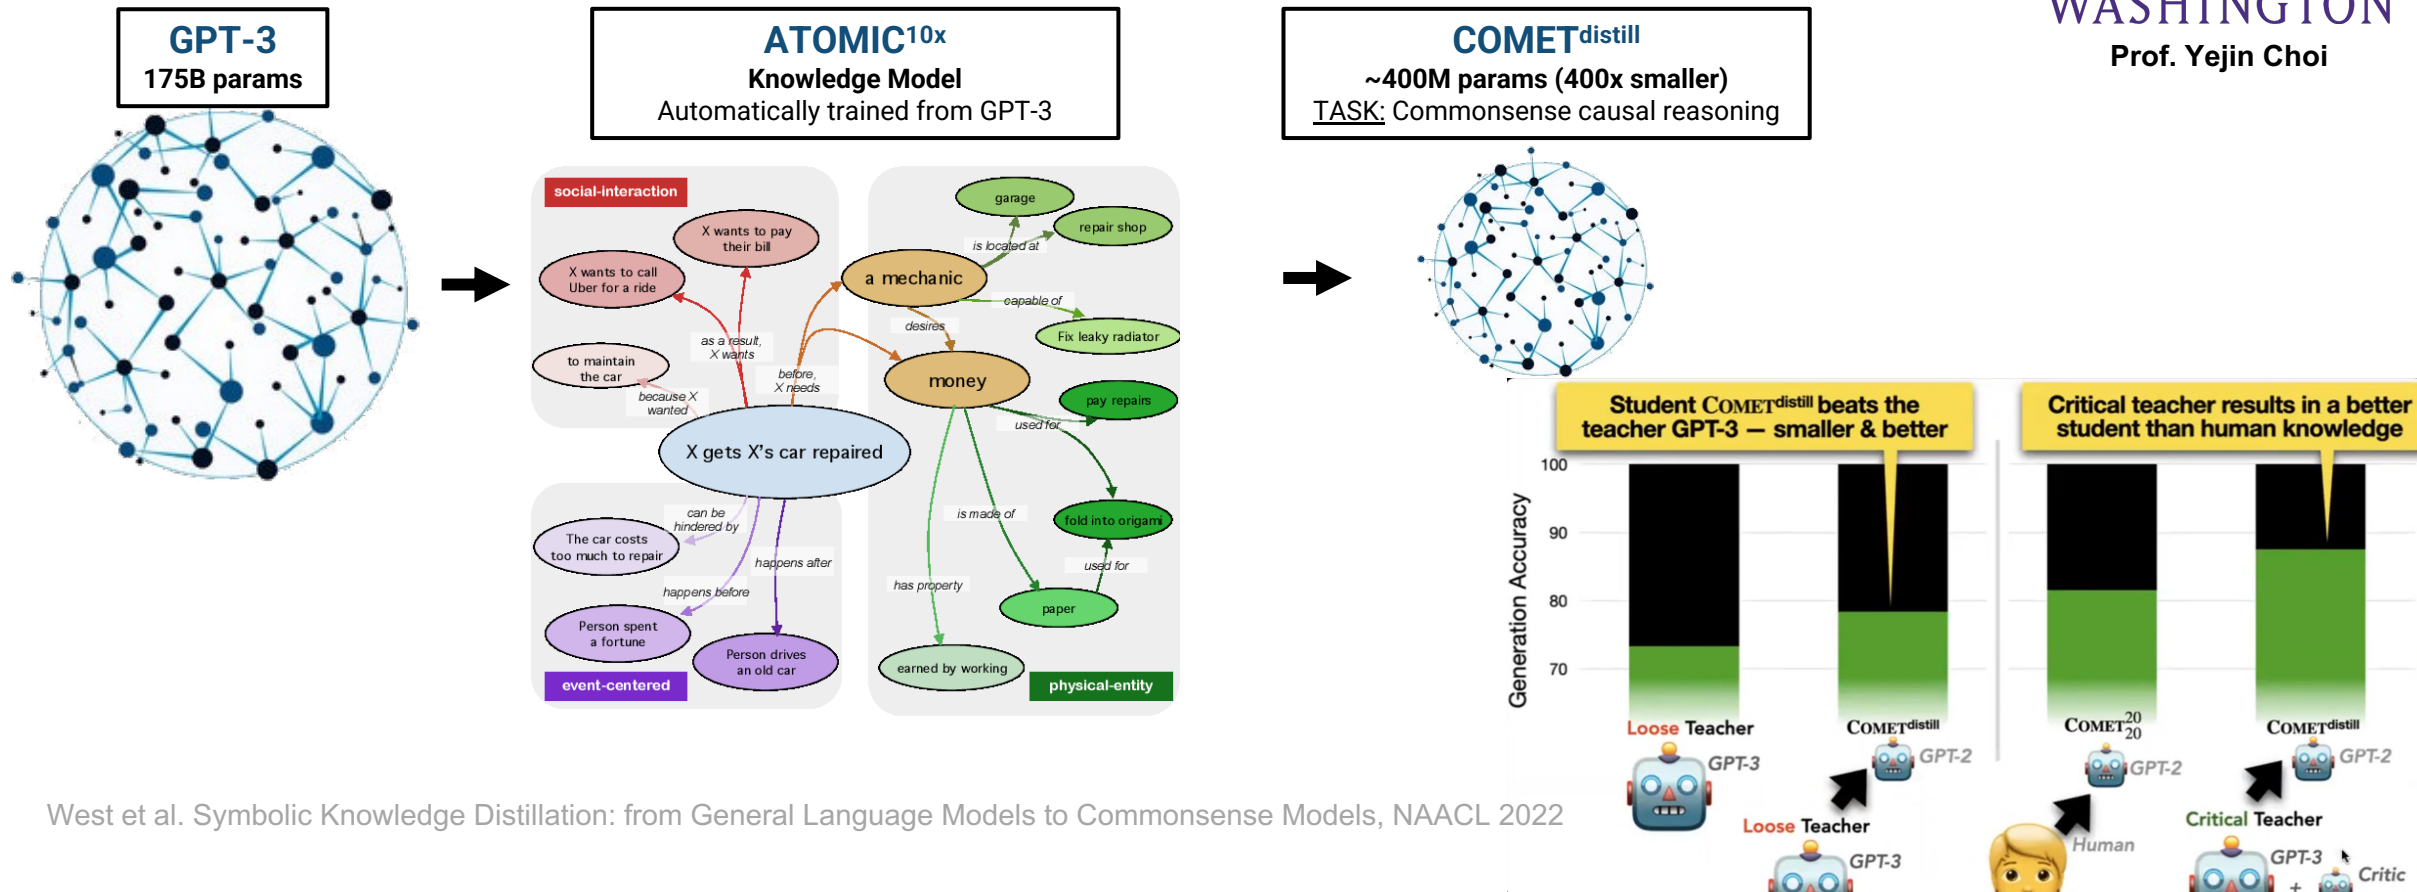 GPT-3
175B params
ATOMIC10x
Knowledge Model
Automatically trained from GPT-3
COMETdistill
~400M params (400x smaller)
TASK: Commonsense causal reasoning
WASHINGTON
Prof. Yejin Choi
social-interaction
X wants to pay
their bill
X wants to call
Uber for a ride
to maintain
the car
as a result,
X wants
because X
wanted
before,
X needs
X gets X's car repaired
a mechanic
money
desires
garage
repair shop
is located at
capable of
Fix leaky radiator
pay repairs
used for
fold into origami
is made of
used for
has property
paper
earned by working
physical-entity
can be
hindered by
The car costs
too much to repair
happens after
happens before
Person spent
a fortune
Person drives
an old car
event-centered
Student COMETdistill beats the
teacher GPT-3 — smaller & better
Critical teacher results in a better
student than human knowledge
Generation Accuracy
100
90
80
70
Loose Teacher
GPT-3
COMETdistill
GPT-2
Loose Teacher
GPT-3
COMET20
20
GPT-2
Human
COMETdistill
GPT-2
Critical Teacher
GPT-3
+
Critic
West et al. Symbolic Knowledge Distillation: from General Language Models to Commonsense Models, NAACL 2022